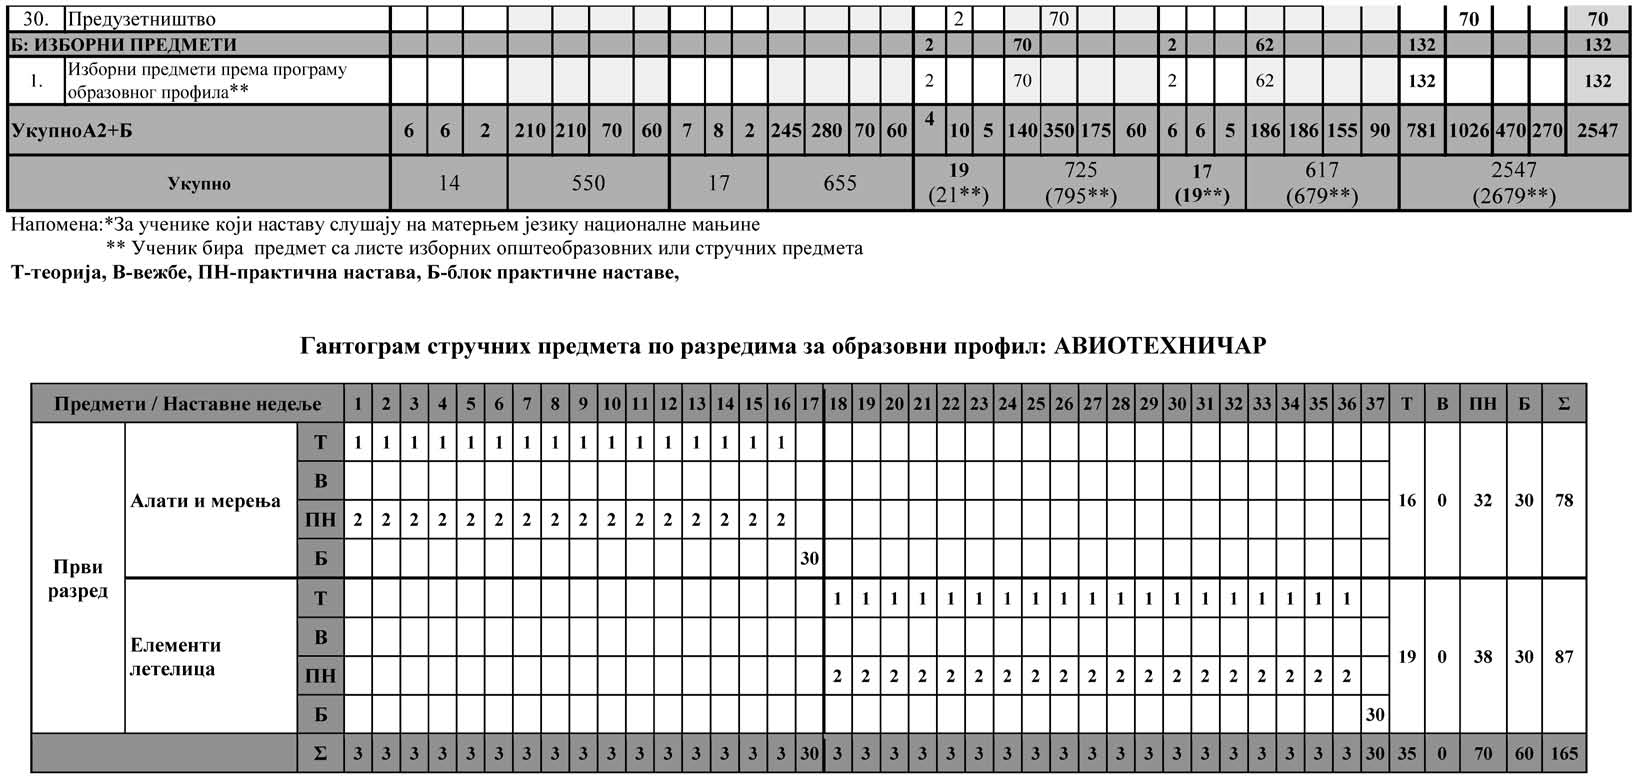 30. Предузетништво 2 70 70 70
Б: ИЗБОРНИ ПРЕДМЕТИ 2 70 2 62 132 132
1. Изборни предмети према програму образовног профила** 2 70 2 62 132 132
УкупноА2+Б 6 6 2 210 210 70 60 7 8 2 245 280 70 60 4 10 5 140 350 175 60 6 6 5 186 186 155 90 781 1026 470 270 2547
Укупно 14 550 17 655 19 (21**) 725 (795**) 17 (19**) 617 (679**) 2547 (2679**)
Напомена:*За ученике који наставу слушају на матерњем језику националне мањине
** Ученик бира предмет са листе изборних општеобразовних или стручних предмета
Т-теорија, В-вежбе, ПН-практична настава, Б-блок практичне наставе,
Гантограм стручних предмета по разредима за образовни профил: АВИОТЕХНИЧАР
Предмети / Наставне недеље 1 2 3 4 5 6 7 8 9 10 11 12 13 14 15 16 17 18 19 20 21 22 23 24 25 26 27 28 29 30 31 32 33 34 35 36 37 Т В ПН Б Σ
Први разред
Алати и мерења
Т 1 1 1 1 1 1 1 1 1 1 1 1 1 1 1 1
В
ПН 2 2 2 2 2 2 2 2 2 2 2 2 2 2 2 2
Б 30
16 0 32 30 78
Елементи летелица
Т 1 1 1 1 1 1 1 1 1 1 1 1 1 1 1 1 1 1 1
В
ПН 2 2 2 2 2 2 2 2 2 2 2 2 2 2 2 2 2 2 2
Б 30
19 0 38 30 87
Σ 3 3 3 3 3 3 3 3 3 3 3 3 3 3 3 3 30 3 3 3 3 3 3 3 3 3 3 3 3 3 3 3 3 3 3 3 30 35 0 70 60 165